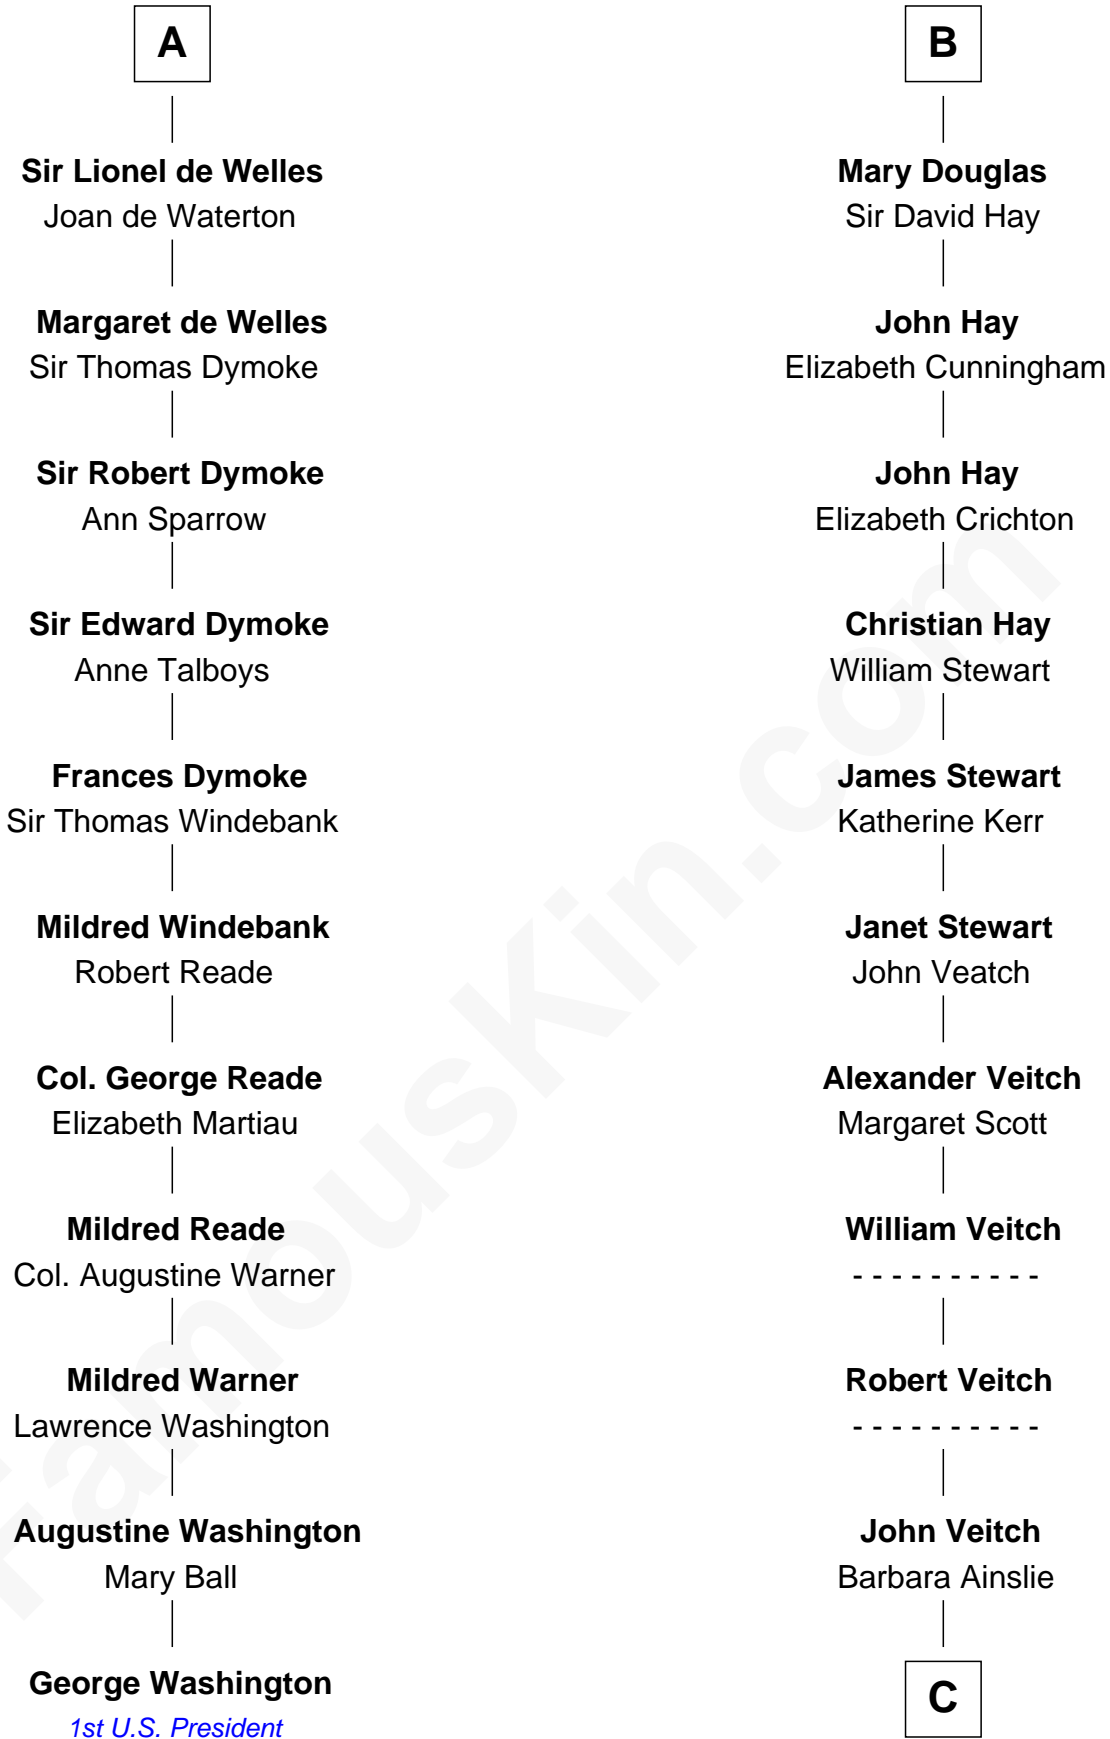 A
Sir Lionel de Welles
Joan de Waterton
Margaret de Welles
Sir Thomas Dymoke
Sir Robert Dymoke
Ann Sparrow
Sir Edward Dymoke
Anne Talboys
Frances Dymoke
Sir Thomas Windebank
Mildred Windebank
Robert Reade
Col. George Reade
Elizabeth Martiau
Mildred Reade
Col. Augustine Warner
Mildred Warner
Lawrence Washington
Augustine Washington
Mary Ball
George Washington
1st U.S. President
B
Mary Douglas
Sir David Hay
John Hay
Elizabeth Cunningham
John Hay
Elizabeth Crichton
Christian Hay
William Stewart
James Stewart
Katherine Kerr
Janet Stewart
John Veatch
Alexander Veitch
Margaret Scott
William Veitch
- - - - - - - - - -
Robert Veitch
- - - - - - - - - -
John Veitch
Barbara Ainslie
C
FamousKin.com